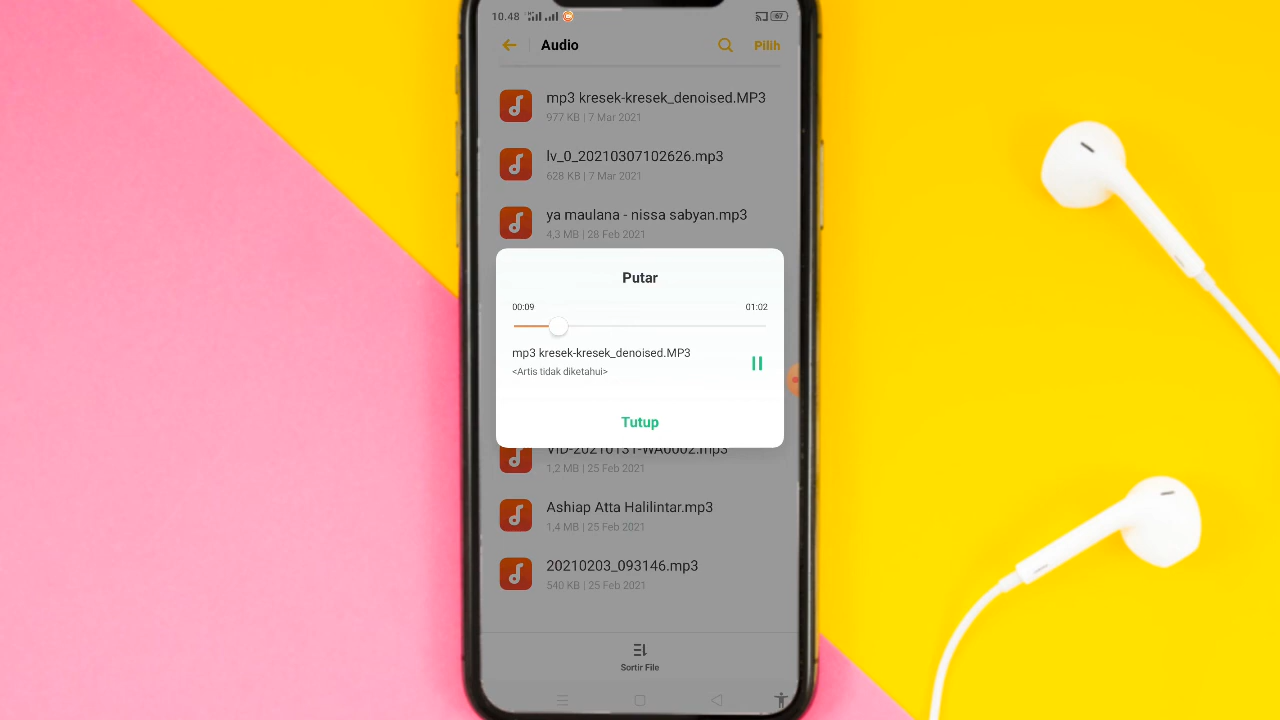 10.48
67
Audio
Pilih
mp3 kresek-kresek_denoised.MP3
977 KB | 7 Mar 2021
lv_0_20210307102626.mp3
628 KB | 7 Mar 2021
ya maulana - nissa sabyan.mp3
4,3 MB | 28 Feb 2021
Putar
00:09
01:02
mp3 kresek-kresek_denoised.MP3
<Artis tidak diketahui>
Tutup
VID-20210131-WA0002.mp3
1,2 MB | 25 Feb 2021
Ashiap Atta Halilintar.mp3
1,4 MB | 25 Feb 2021
20210203_093146.mp3
540 KB | 25 Feb 2021
Sortir File